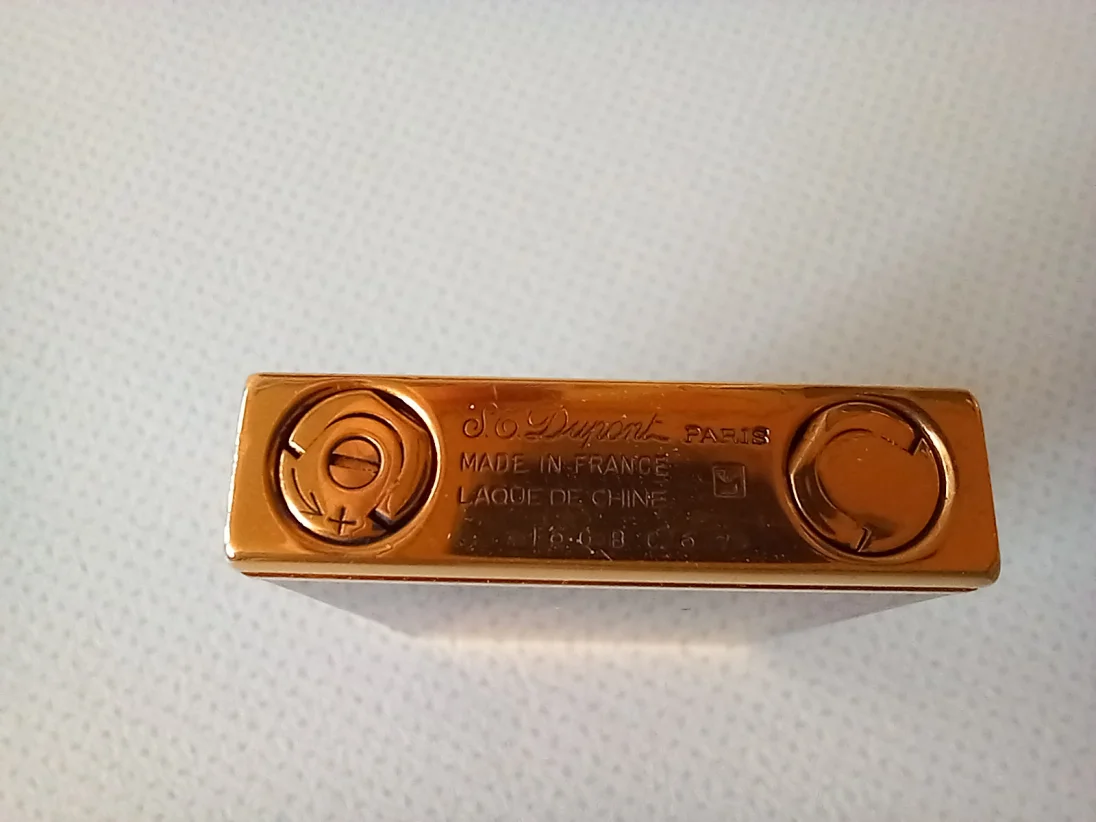 S.T. Dupont PARIS
MADE IN FRANCE
LAQUE DE CHINE
+